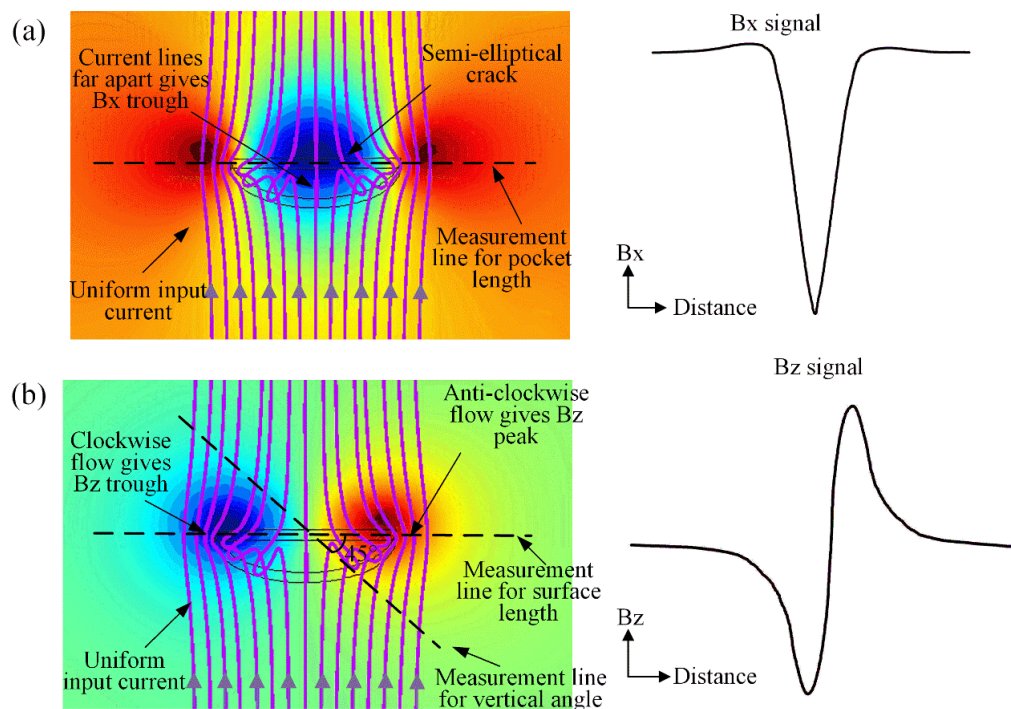 (a)
Current lines
far apart gives
Bx trough
Semi-elliptical
crack
Measurement
line for pocket
length
Uniform input
current
Bx signal
Bx
Distance
(b)
Clockwise
flow gives
Bz trough
Anti-clockwise
flow gives Bz
peak
45°
Measurement
line for surface
length
Uniform
input current
Measurement line
for vertical angle
Bz signal
Bz
Distance